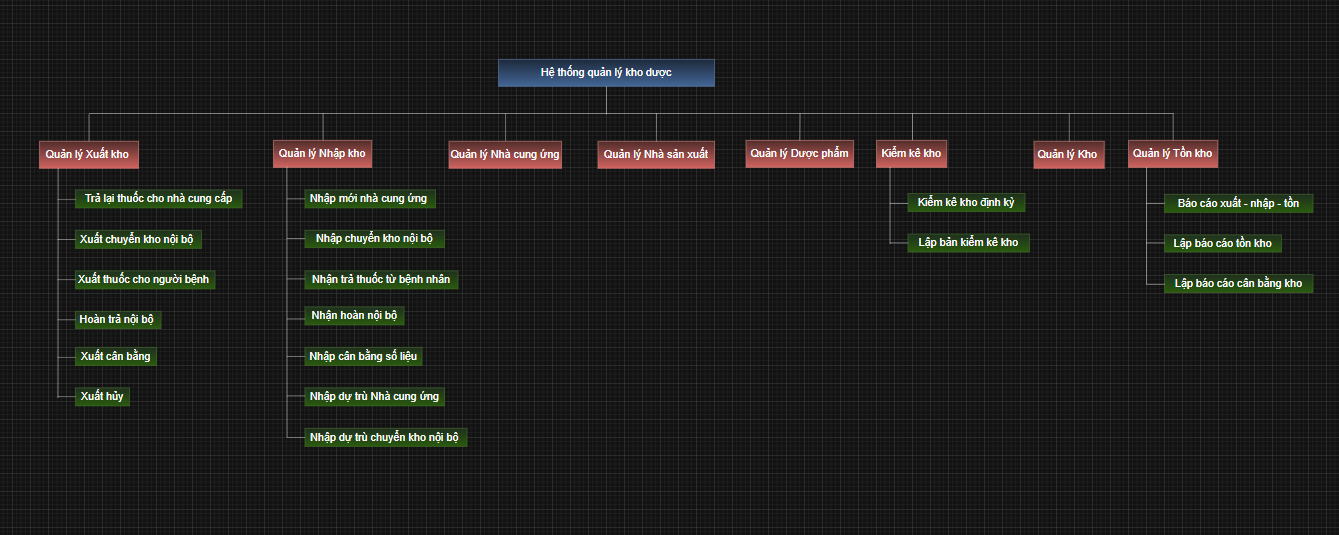 Hệ thống quản lý kho dược
Quản lý Xuất kho
Trả lại thuốc cho nhà cung cấp
Xuất chuyển kho nội bộ
Xuất thuốc cho người bệnh
Hoàn trả nội bộ
Xuất cân bằng
Xuất hủy
Quản lý Nhập kho
Nhập mới nhà cung ứng
Nhập chuyển kho nội bộ
Nhận trả thuốc từ bệnh nhân
Nhận hoàn nội bộ
Nhập cân bằng số liệu
Nhập dự trù Nhà cung ứng
Nhập dự trù chuyển kho nội bộ
Quản lý Nhà cung ứng
Quản lý Nhà sản xuất
Quản lý Dược phẩm
Kiểm kê kho
Kiểm kê kho định kỳ
Lập bản kiểm kê kho
Quản lý Kho
Quản lý Tồn kho
Báo cáo xuất - nhập - tồn
Lập báo cáo tồn kho
Lập báo cáo cân bằng kho